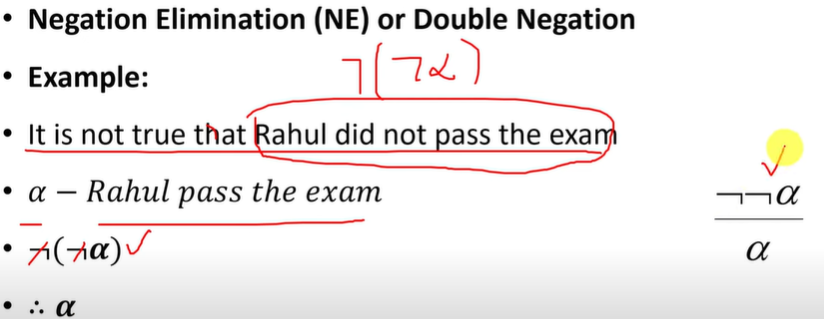 • Negation Elimination (NE) or Double Negation
• Example:
¬(¬α)
• It is not true that Rahul did not pass the exam
• α − Rahul pass the exam
¬¬α
• ¬(¬α)
α
• ∴ α